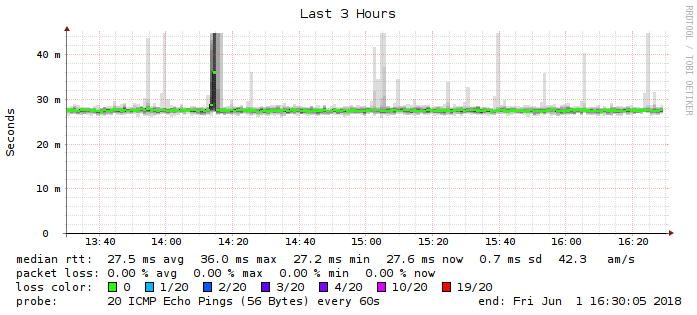 Last 3 Hours
RRDTOOL / TOBI OETIKER
Seconds
40 m
30 m
20 m
10 m
0
13:40 14:00 14:20 14:40 15:00 15:20 15:40 16:00 16:20
median rtt: 27.5 ms avg 36.0 ms max 27.2 ms min 27.6 ms now 0.7 ms sd 42.3 am/s
packet loss: 0.00 % avg 0.00 % max 0.00 % min 0.00 % now
loss color: 0 1/20 2/20 3/20 4/20 10/20 19/20
probe: 20 ICMP Echo Pings (56 Bytes) every 60s end: Fri Jun 1 16:30:05 2018